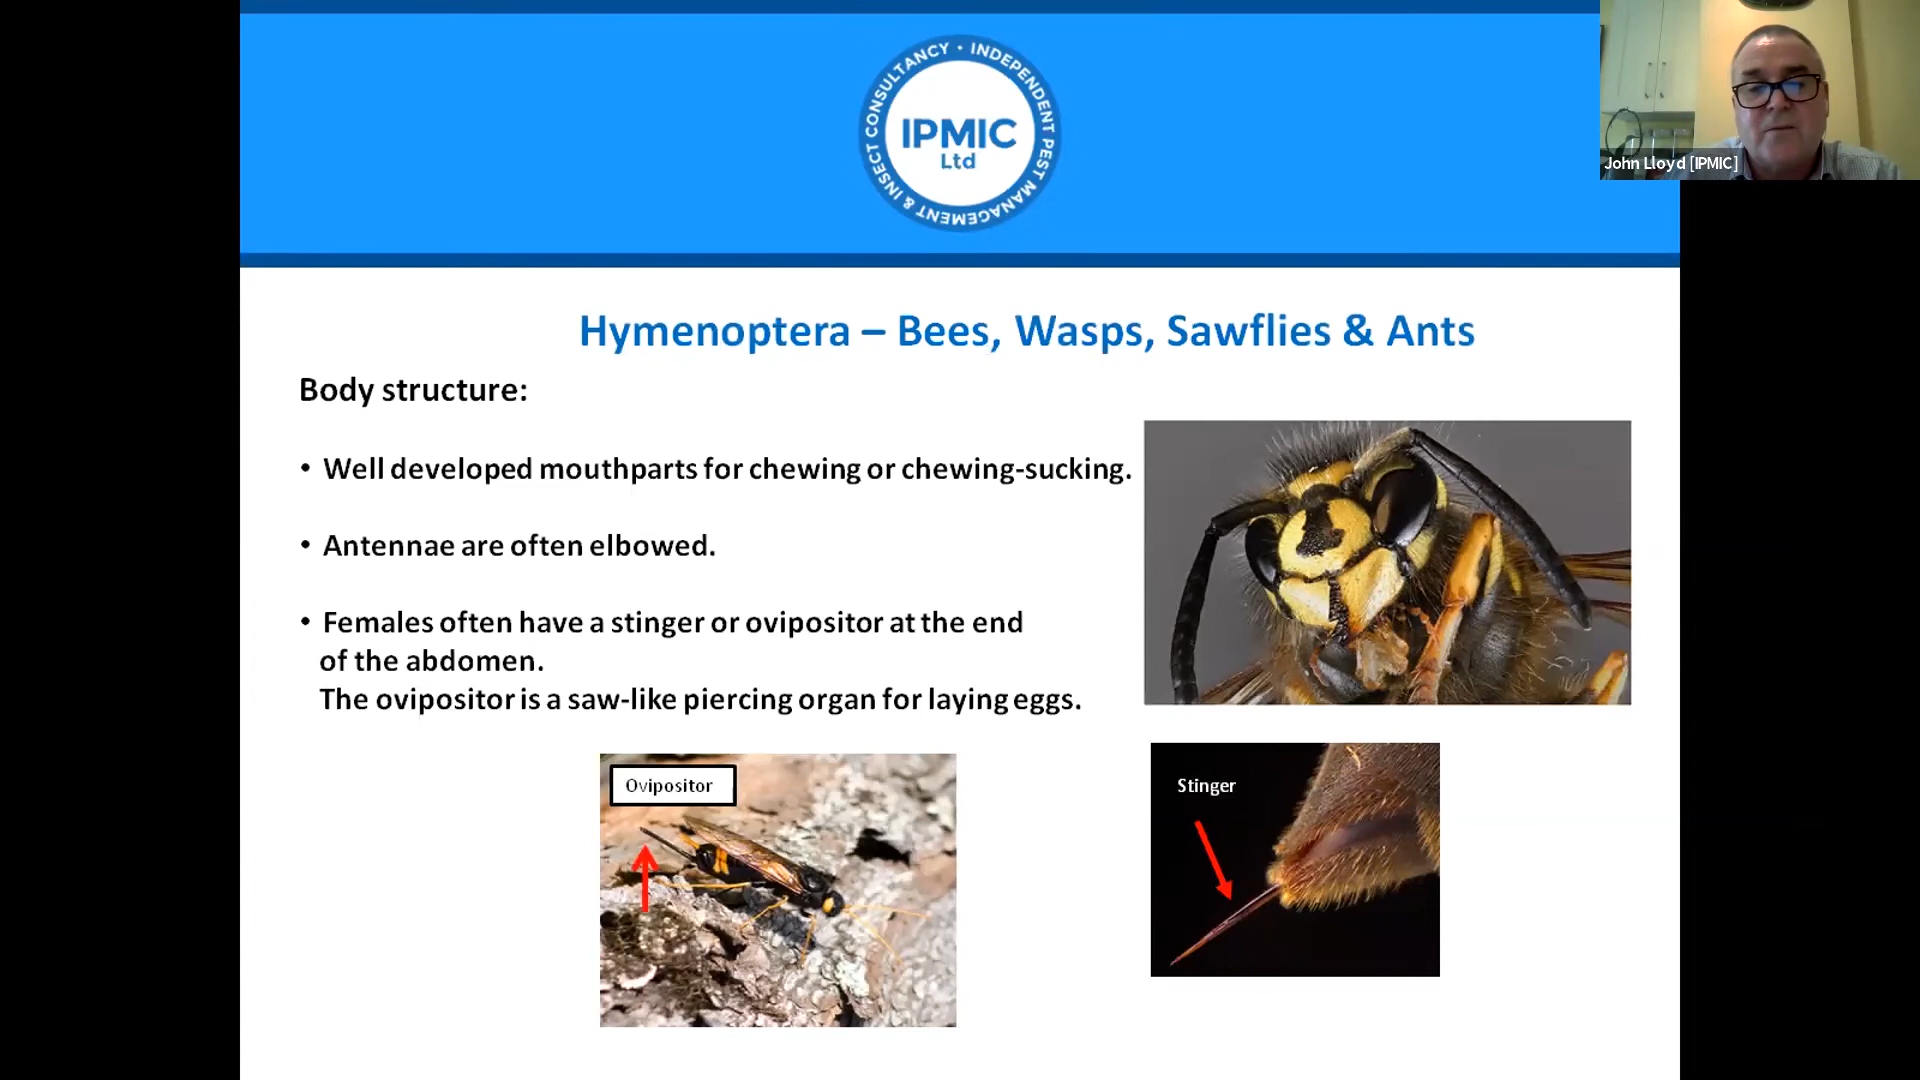 INDEPENDENT PEST MANAGEMENT & INSECT CONSULTANCY •
IPMIC
Ltd
John Lloyd [IPMIC]
Hymenoptera – Bees, Wasps, Sawflies & Ants
Body structure:
• Well developed mouthparts for chewing or chewing-sucking.
• Antennae are often elbowed.
• Females often have a stinger or ovipositor at the end
of the abdomen.
The ovipositor is a saw-like piercing organ for laying eggs.
Ovipositor
Stinger